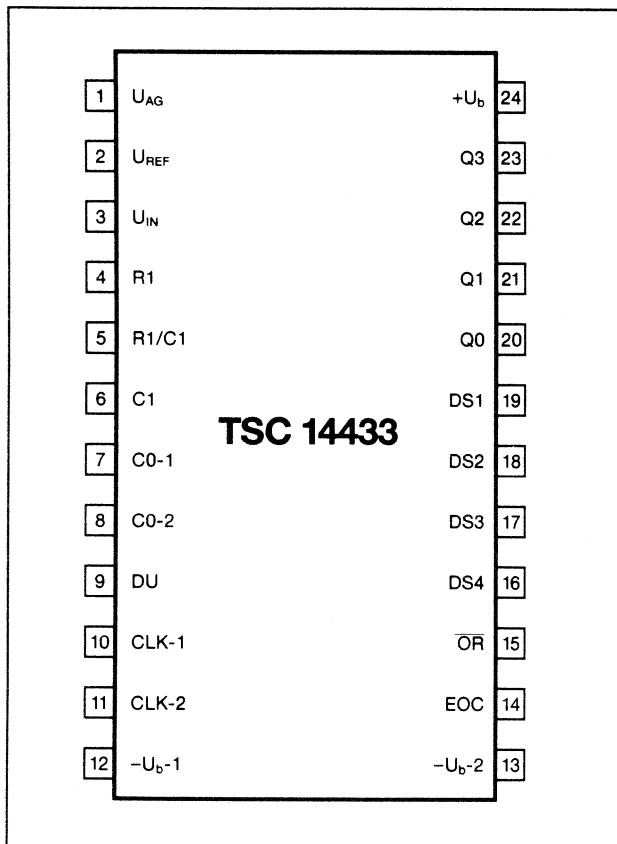 1 U_AG +U_b 24
2 U_REF Q3 23
3 U_IN Q2 22
4 R1 Q1 21
5 R1/C1 Q0 20
6 C1 DS1 19
TSC 14433
7 C0-1 DS2 18
8 C0-2 DS3 17
9 DU DS4 16
10 CLK-1 O̅R̅ 15
11 CLK-2 EOC 14
12 –U_b-1 –U_b-2 13